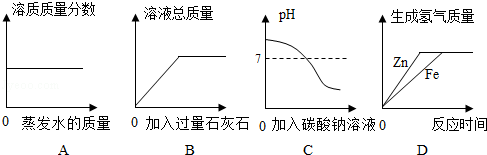 溶质质量分数
0
蒸发水的质量
A
溶液总质量
0
加入过量石灰石
B
pH
7
0
加入碳酸钠溶液
C
生成氢气质量
Zn
Fe
0
反应时间
D